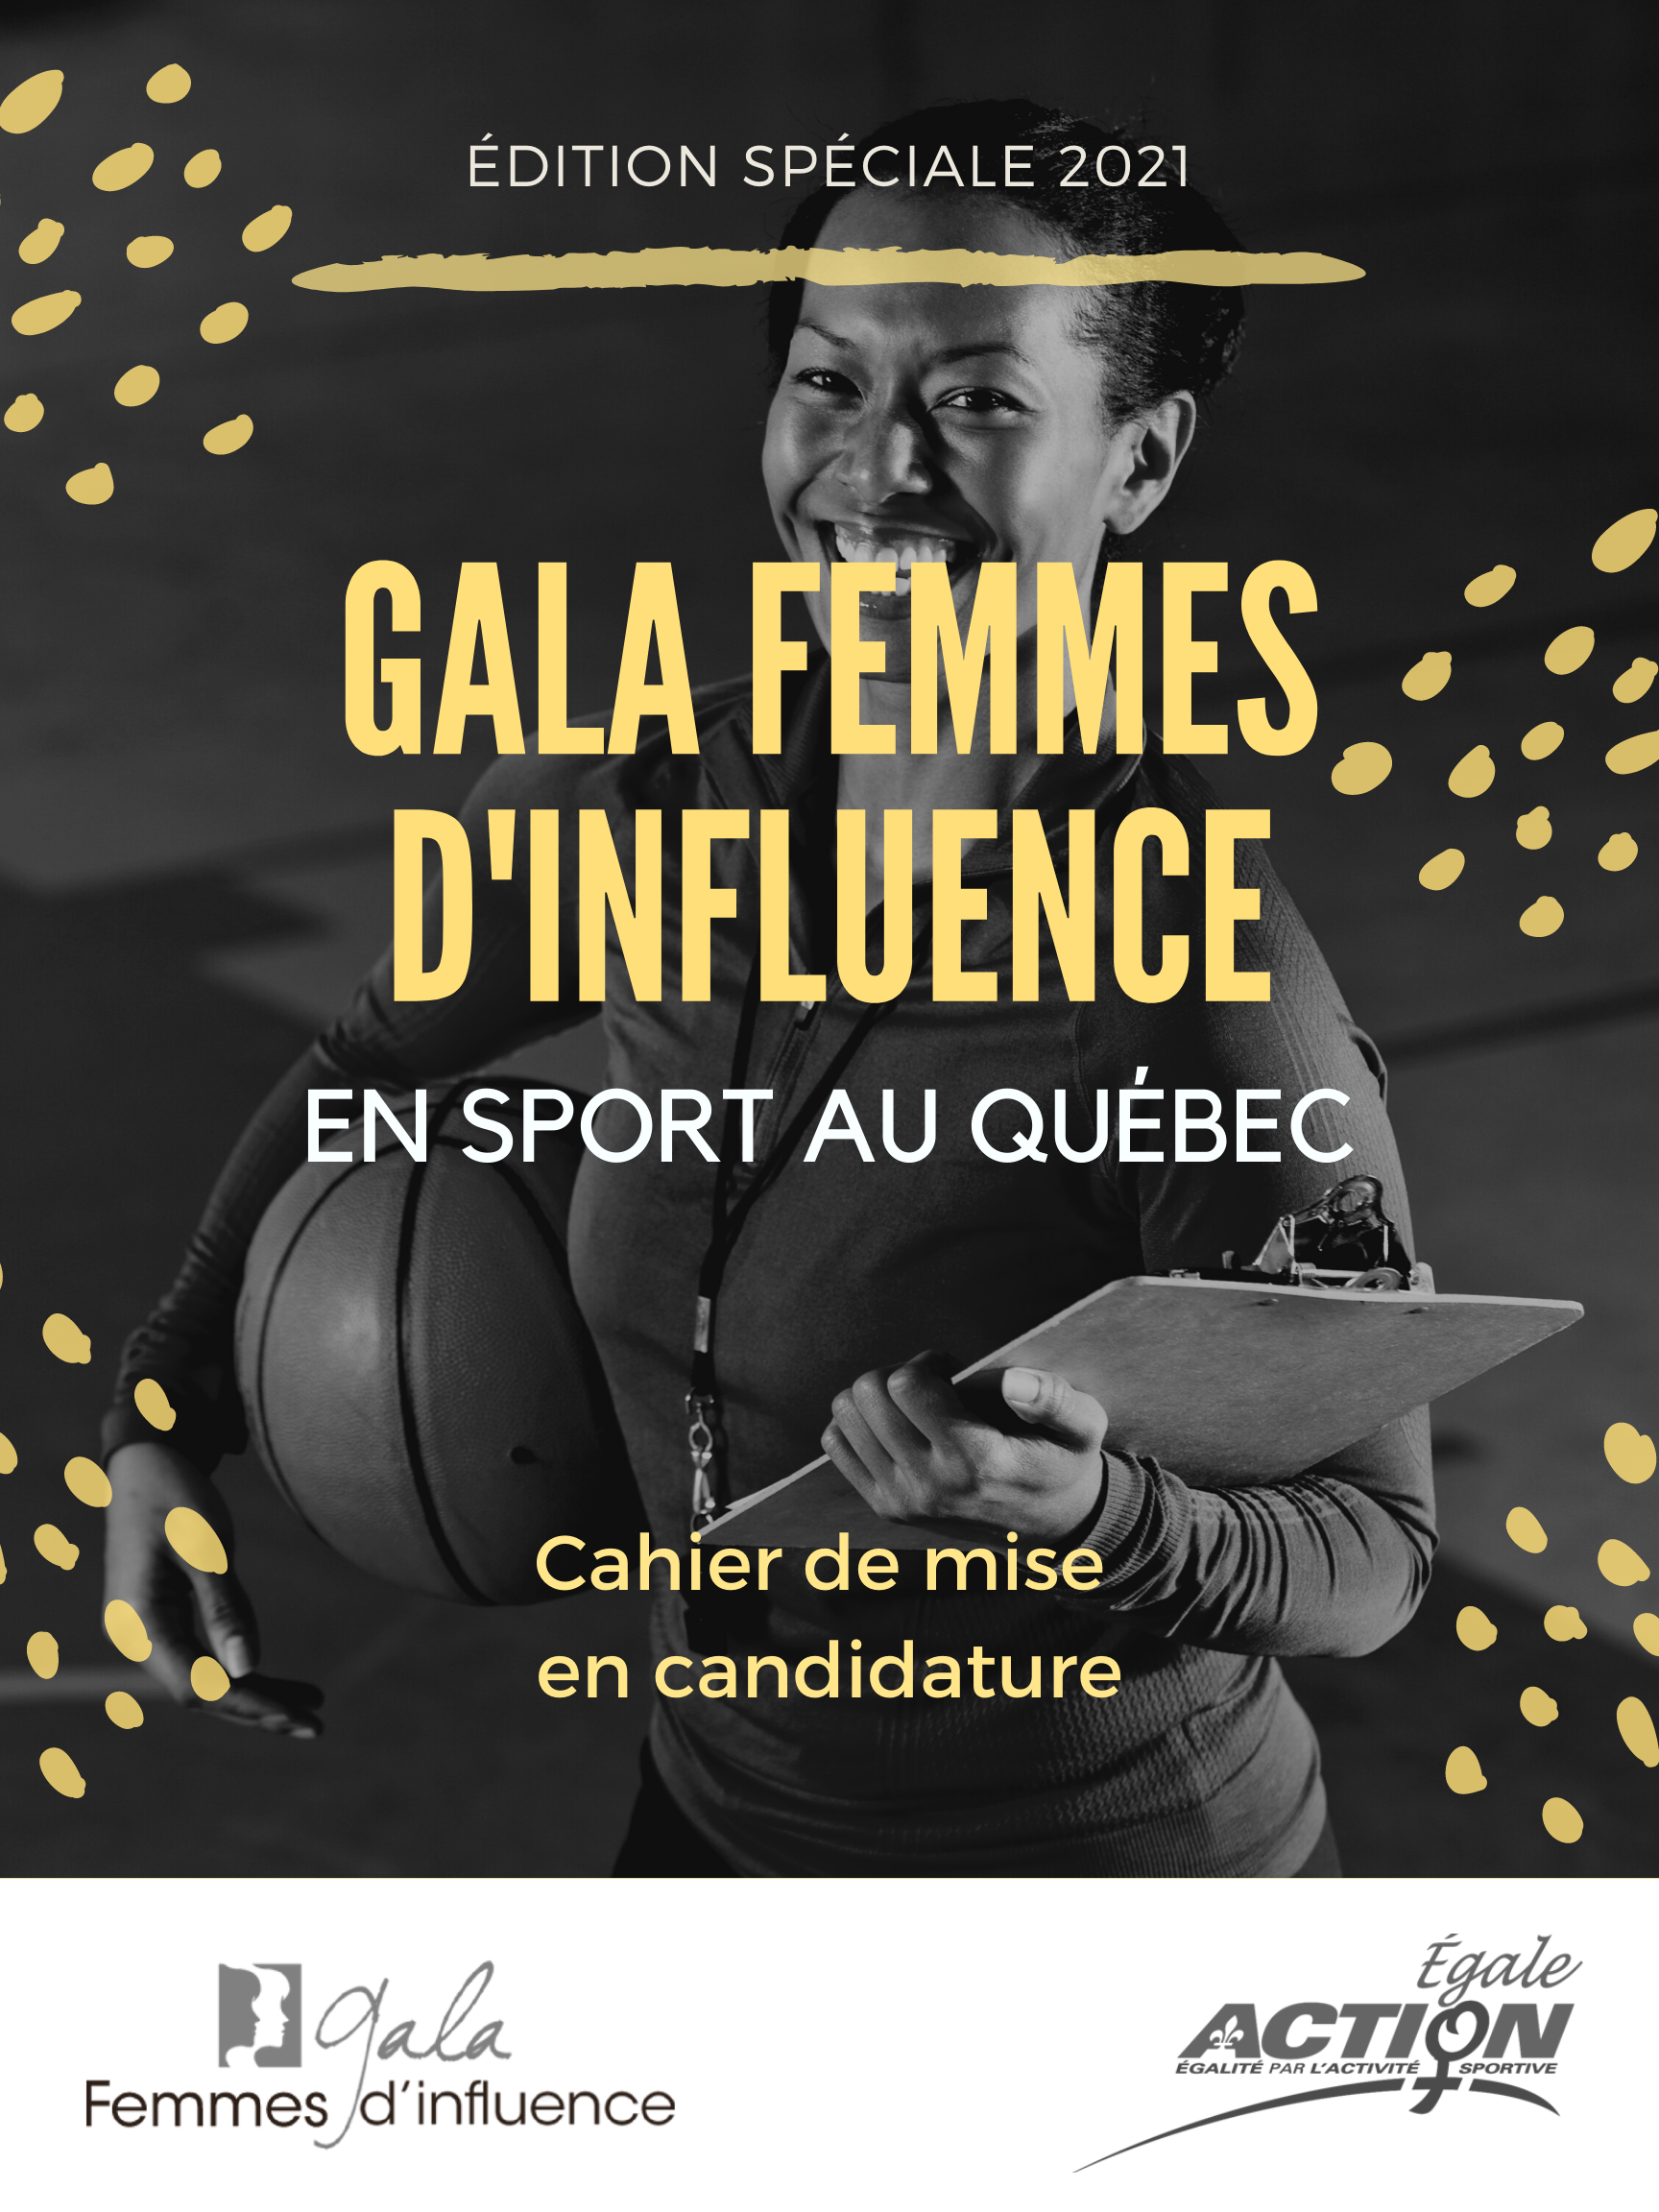 ÉDITION SPÉCIALE 2021
GALA FEMMES
D'INFLUENCE
EN SPORT AU QUÉBEC
Cahier de mise
en candidature
gala
Femmes d'influence
Égale
ACTION
ÉGALITÉ PAR L'ACTIVITÉ SPORTIVE